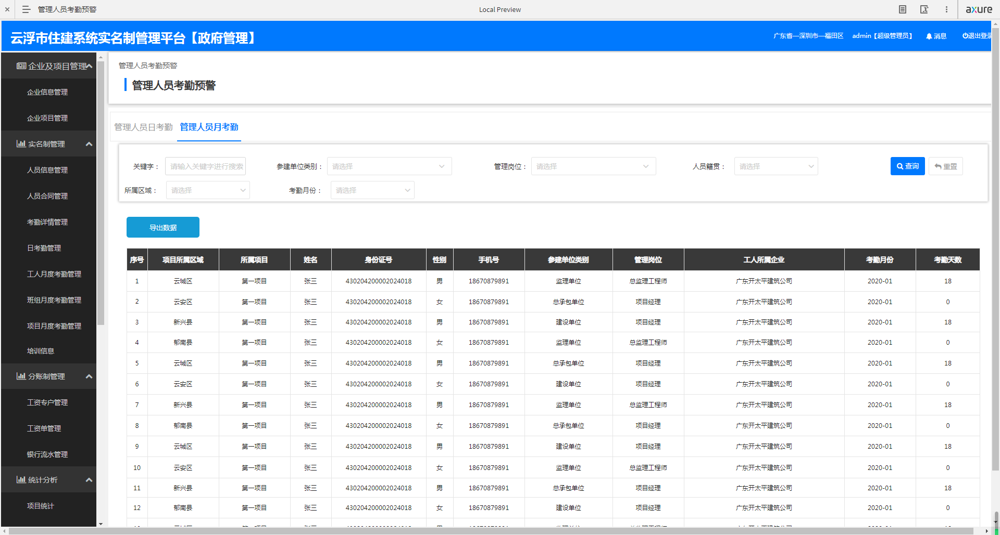 管理人员考勤预警
Local Preview
axure
云浮市住建系统实名制管理平台【政府管理】
广东省—深圳市—福田区 admin【超级管理员】 消息 退出登录
企业及项目管理
企业信息管理
企业项目管理
实名制管理
人员信息管理
人员合同管理
考勤详情管理
日考勤管理
工人月度考勤管理
班组月度考勤管理
项目月度考勤管理
培训信息
分账制管理
工资专户管理
工资单管理
银行流水管理
统计分析
项目统计
管理人员考勤预警
管理人员考勤预警
管理人员日考勤 管理人员月考勤
关键字： 请输入关键字进行搜索 参建单位类别： 请选择 管理岗位： 请选择 人员籍贯： 请选择 查询 重置
所属区域： 请选择 考勤月份： 请选择
导出数据
序号 项目所属区域 所属项目 姓名 身份证号 性别 手机号 参建单位类别 管理岗位 工人所属企业 考勤月份 考勤天数
1 云城区 第一项目 张三 430204200002024018 男 18670879891 监理单位 总监理工程师 广东开太平建筑公司 2020-01 18
2 云安区 第一项目 张三 430204200002024018 女 18670879891 总承包单位 项目经理 广东开太平建筑公司 2020-01 0
3 新兴县 第一项目 张三 430204200002024018 男 18670879891 建设单位 项目经理 广东开太平建筑公司 2020-01 18
4 郁南县 第一项目 张三 430204200002024018 女 18670879891 监理单位 总监理工程师 广东开太平建筑公司 2020-01 0
5 云城区 第一项目 张三 430204200002024018 男 18670879891 总承包单位 项目经理 广东开太平建筑公司 2020-01 18
6 云安区 第一项目 张三 430204200002024018 女 18670879891 建设单位 项目经理 广东开太平建筑公司 2020-01 0
7 新兴县 第一项目 张三 430204200002024018 男 18670879891 监理单位 总监理工程师 广东开太平建筑公司 2020-01 18
8 郁南县 第一项目 张三 430204200002024018 女 18670879891 总承包单位 项目经理 广东开太平建筑公司 2020-01 0
9 云城区 第一项目 张三 430204200002024018 男 18670879891 建设单位 项目经理 广东开太平建筑公司 2020-01 18
10 云安区 第一项目 张三 430204200002024018 女 18670879891 监理单位 总监理工程师 广东开太平建筑公司 2020-01 0
11 新兴县 第一项目 张三 430204200002024018 男 18670879891 总承包单位 项目经理 广东开太平建筑公司 2020-01 18
12 郁南县 第一项目 张三 430204200002024018 女 18670879891 建设单位 项目经理 广东开太平建筑公司 2020-01 0